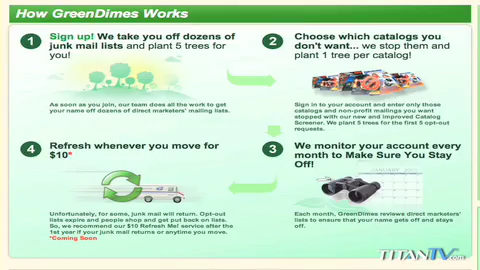 How GreenDimes Works
1
Sign up! We take you off dozens of
junk mail lists and plant 5 trees for
you!
As soon as you join, our team does all the work to get
your name off dozens of direct marketers' mailing lists.
2
Choose which catalogs you
don't want... we stop them and
plant 1 tree per catalog!
Sign in to your account and enter only those
catalogs and non-profit mailings you want
stopped with our new and improved Catalog
Screener. We plant 5 trees for the first 5 opt-out
requests.
3
We monitor your account every
month to Make Sure You Stay
Off!
Each month, GreenDimes reviews direct marketers'
lists to ensure that your name gets off and stays
off.
4
Refresh whenever you move for
$10*
Unfortunately, for some, junk mail will return. Opt-out
lists expire and people shop and get put back on lists.
So, we recommend our $10 Refresh Me! service after the
1st year if your junk mail returns or anytime you move.
*Coming Soon
TITANTV.com